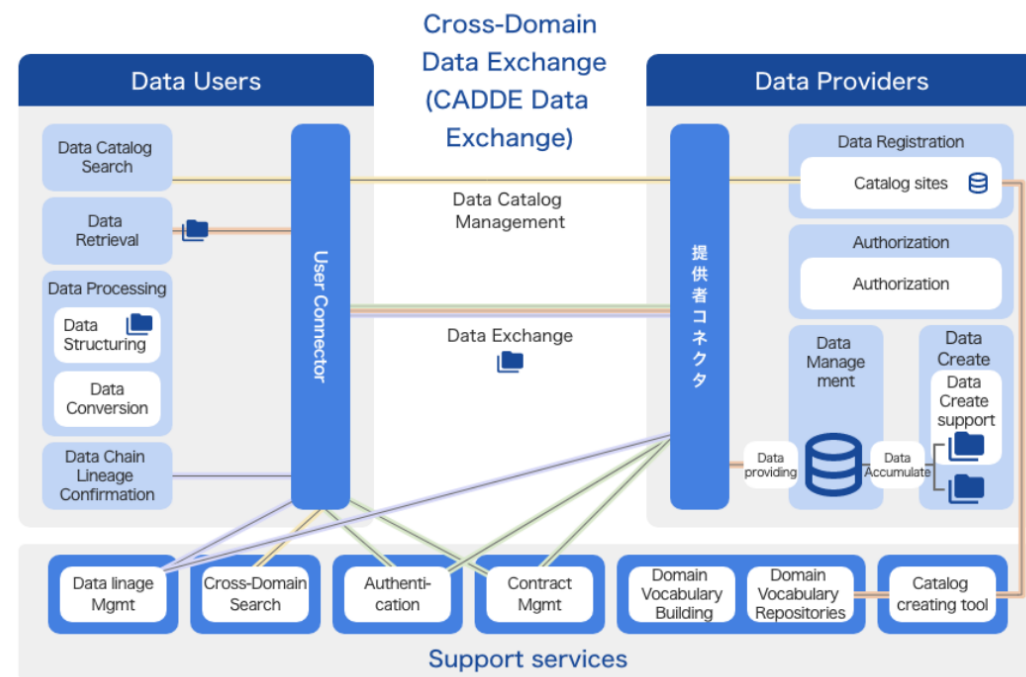 Cross-Domain
Data Exchange
(CADDE Data
Exchange)
Data Users
Data Catalog
Search
Data
Retrieval
Data Processing
Data
Structuring
Data
Conversion
Data Chain
Lineage
Confirmation
User Connector
Data Catalog
Management
Data Exchange
Data Providers
提供者コネクタ
Data Registration
Catalog sites
Authorization
Authorization
Data
Manage
ment
Data
Create
Data
Create
support
Data
providing
Data
Accumulate
Data linage
Mgmt
Cross-Domain
Search
Authenti-
cation
Contract
Mgmt
Domain
Vocabulary
Building
Domain
Vocabulary
Repositories
Catalog
creating tool
Support services